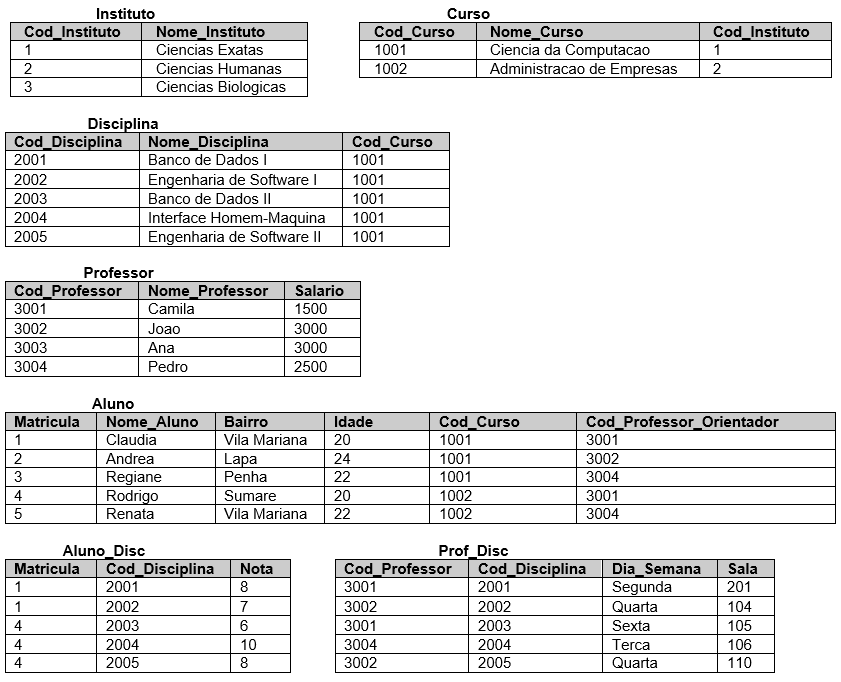 Instituto
Cod_Instituto Nome_Instituto
1 Ciencias Exatas
2 Ciencias Humanas
3 Ciencias Biologicas
Curso
Cod_Curso Nome_Curso Cod_Instituto
1001 Ciencia da Computacao 1
1002 Administracao de Empresas 2
Disciplina
Cod_Disciplina Nome_Disciplina Cod_Curso
2001 Banco de Dados I 1001
2002 Engenharia de Software I 1001
2003 Banco de Dados II 1001
2004 Interface Homem-Maquina 1001
2005 Engenharia de Software II 1001
Professor
Cod_Professor Nome_Professor Salario
3001 Camila 1500
3002 Joao 3000
3003 Ana 3000
3004 Pedro 2500
Aluno
Matricula Nome_Aluno Bairro Idade Cod_Curso Cod_Professor_Orientador
1 Claudia Vila Mariana 20 1001 3001
2 Andrea Lapa 24 1001 3002
3 Regiane Penha 22 1001 3004
4 Rodrigo Sumare 20 1002 3001
5 Renata Vila Mariana 22 1002 3004
Aluno_Disc
Matricula Cod_Disciplina Nota
1 2001 8
1 2002 7
4 2003 6
4 2004 10
4 2005 8
Prof_Disc
Cod_Professor Cod_Disciplina Dia_Semana Sala
3001 2001 Segunda 201
3002 2002 Quarta 104
3001 2003 Sexta 105
3004 2004 Terca 106
3002 2005 Quarta 110